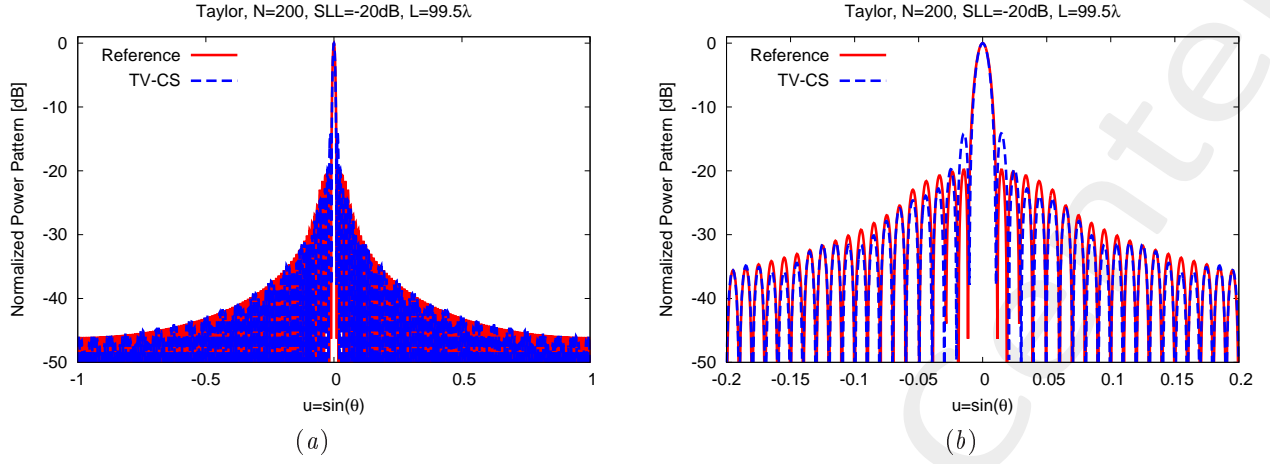 Taylor, N=200, SLL=-20dB, L=99.5λ
Reference
TV-CS
Normalized Power Pattern [dB]
0
-10
-20
-30
-40
-50
-1
-0.5
0
0.5
1
u=sin(θ)
(a)
Taylor, N=200, SLL=-20dB, L=99.5λ
Reference
TV-CS
Normalized Power Pattern [dB]
0
-10
-20
-30
-40
-50
-0.2
-0.15
-0.1
-0.05
0
0.05
0.1
0.15
0.2
u=sin(θ)
(b)